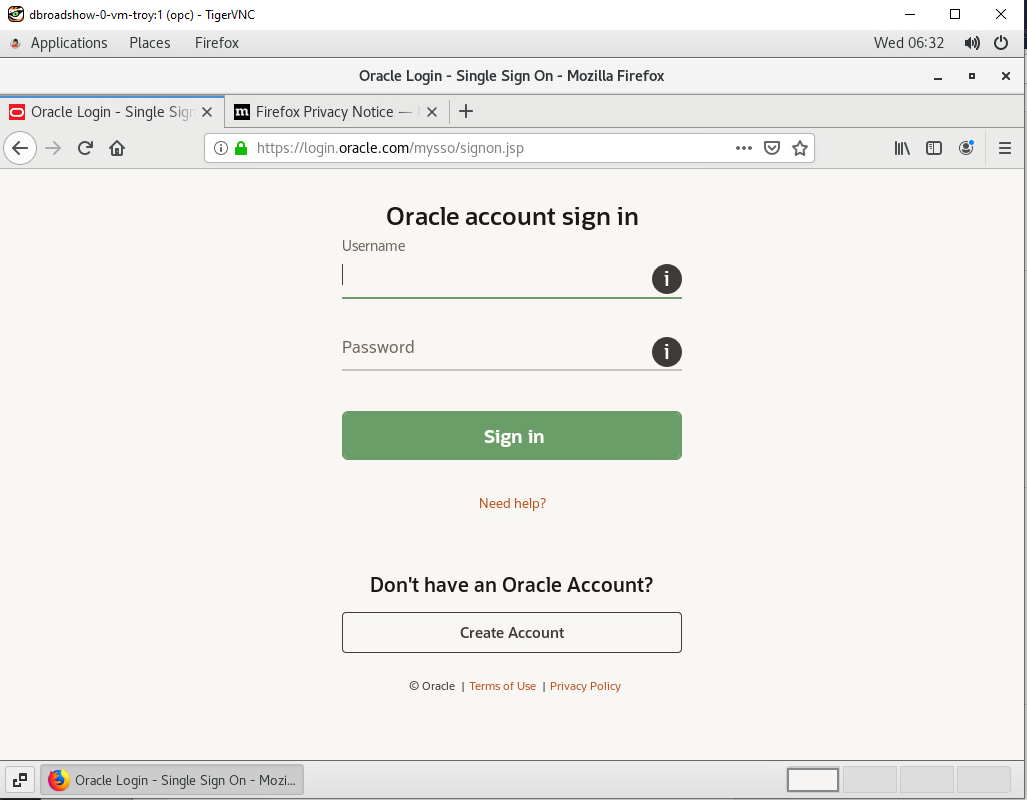 dbroadshow-0-vm-troy:1 (opc) - TigerVNC
Applications Places Firefox Wed 06:32
Oracle Login - Single Sign On - Mozilla Firefox
Oracle Login - Single Sign Firefox Privacy Notice —
https://login.oracle.com/mysso/signon.jsp
Oracle account sign in
Username
i
Password
i
Sign in
Need help?
Don't have an Oracle Account?
Create Account
© Oracle | Terms of Use | Privacy Policy
Oracle Login - Single Sign On - Mozi...